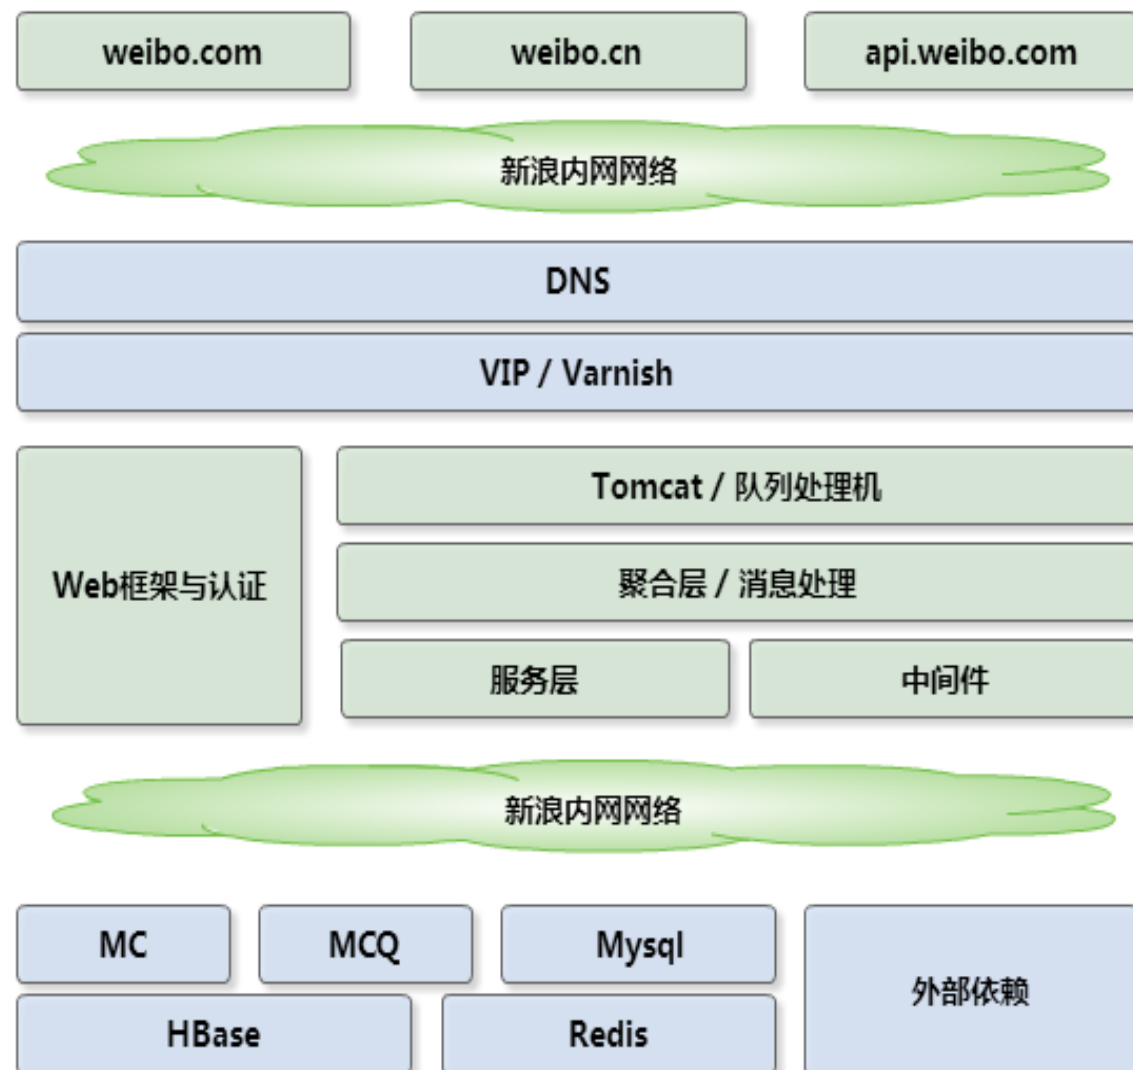 weibo.com
weibo.cn
api.weibo.com
新浪内网网络
DNS
VIP / Varnish
Web框架与认证
Tomcat / 队列处理机
聚合层 / 消息处理
服务层
中间件
新浪内网网络
MC
MCQ
Mysql
外部依赖
HBase
Redis